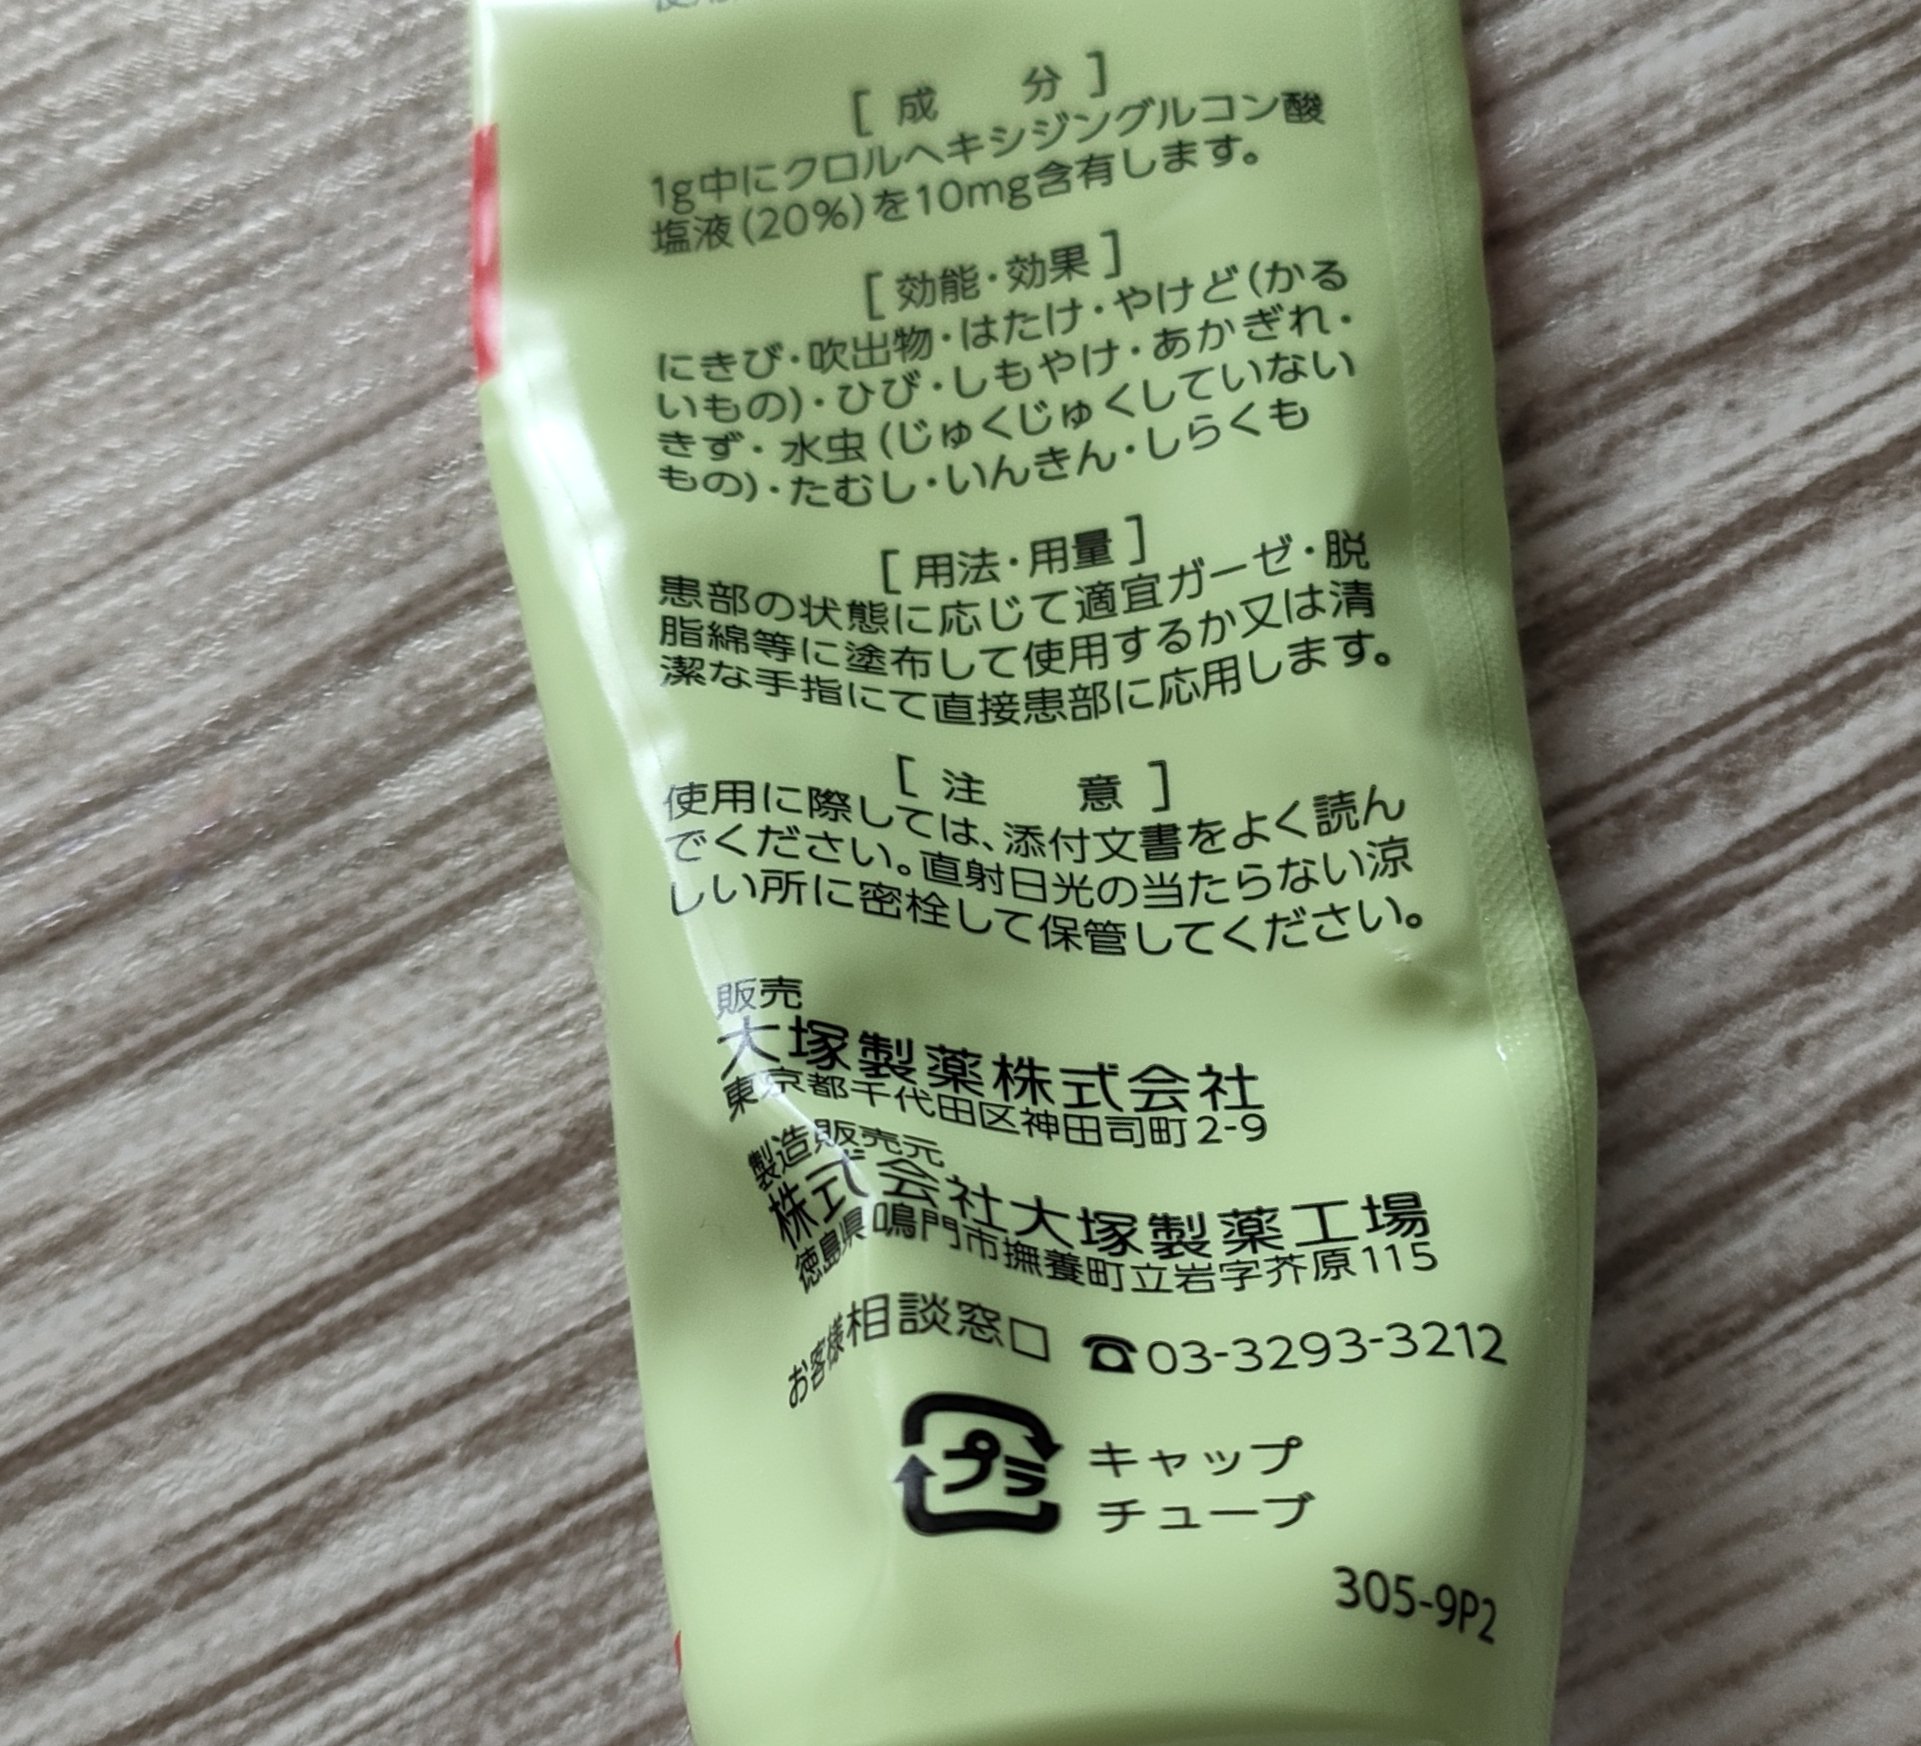 [成 分]
1g中にクロルヘキシジングルコン酸
塩液(20%)を10mg含有します。
[効能・効果]
にきび・吹出物・はたけ・やけど(かる
いもの)・ひび・しもやけ・あかぎれ・
きず・水虫(じゅくじゅくしていない
もの)・たむし・いんきん・しらくも
[用法・用量]
患部の状態に応じて適宜ガーゼ・脱
脂綿等に塗布して使用するか又は清
潔な手指にて直接患部に応用します。
[注 意]
使用に際しては、添付文書をよく読ん
でください。直射日光の当たらない涼
しい所に密栓して保管してください。
販売
大塚製薬株式会社
東京都千代田区神田司町2-9
製造販売元
株式会社大塚製薬工場
徳島県鳴門市撫養町立岩字芥原115
お客様相談窓口 ☎03-3293-3212
プラ キャップ
チューブ
305-9P2